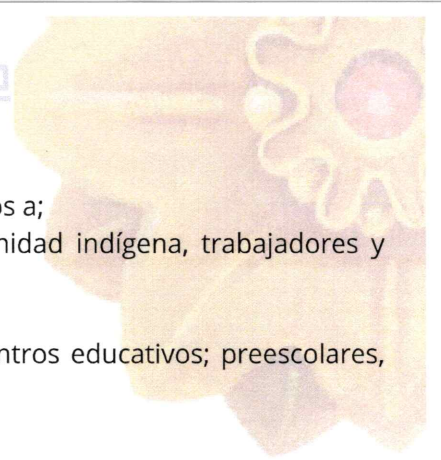 os a;
nidad indígena, trabajadores y
ntros educativos; preescolares,